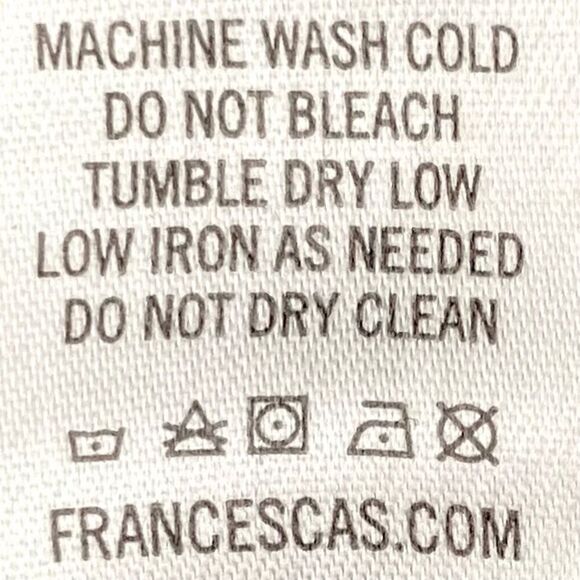 MACHINE WASH COLD
DO NOT BLEACH
TUMBLE DRY LOW
LOW IRON AS NEEDED
DO NOT DRY CLEAN
FRANCESCAS.COM